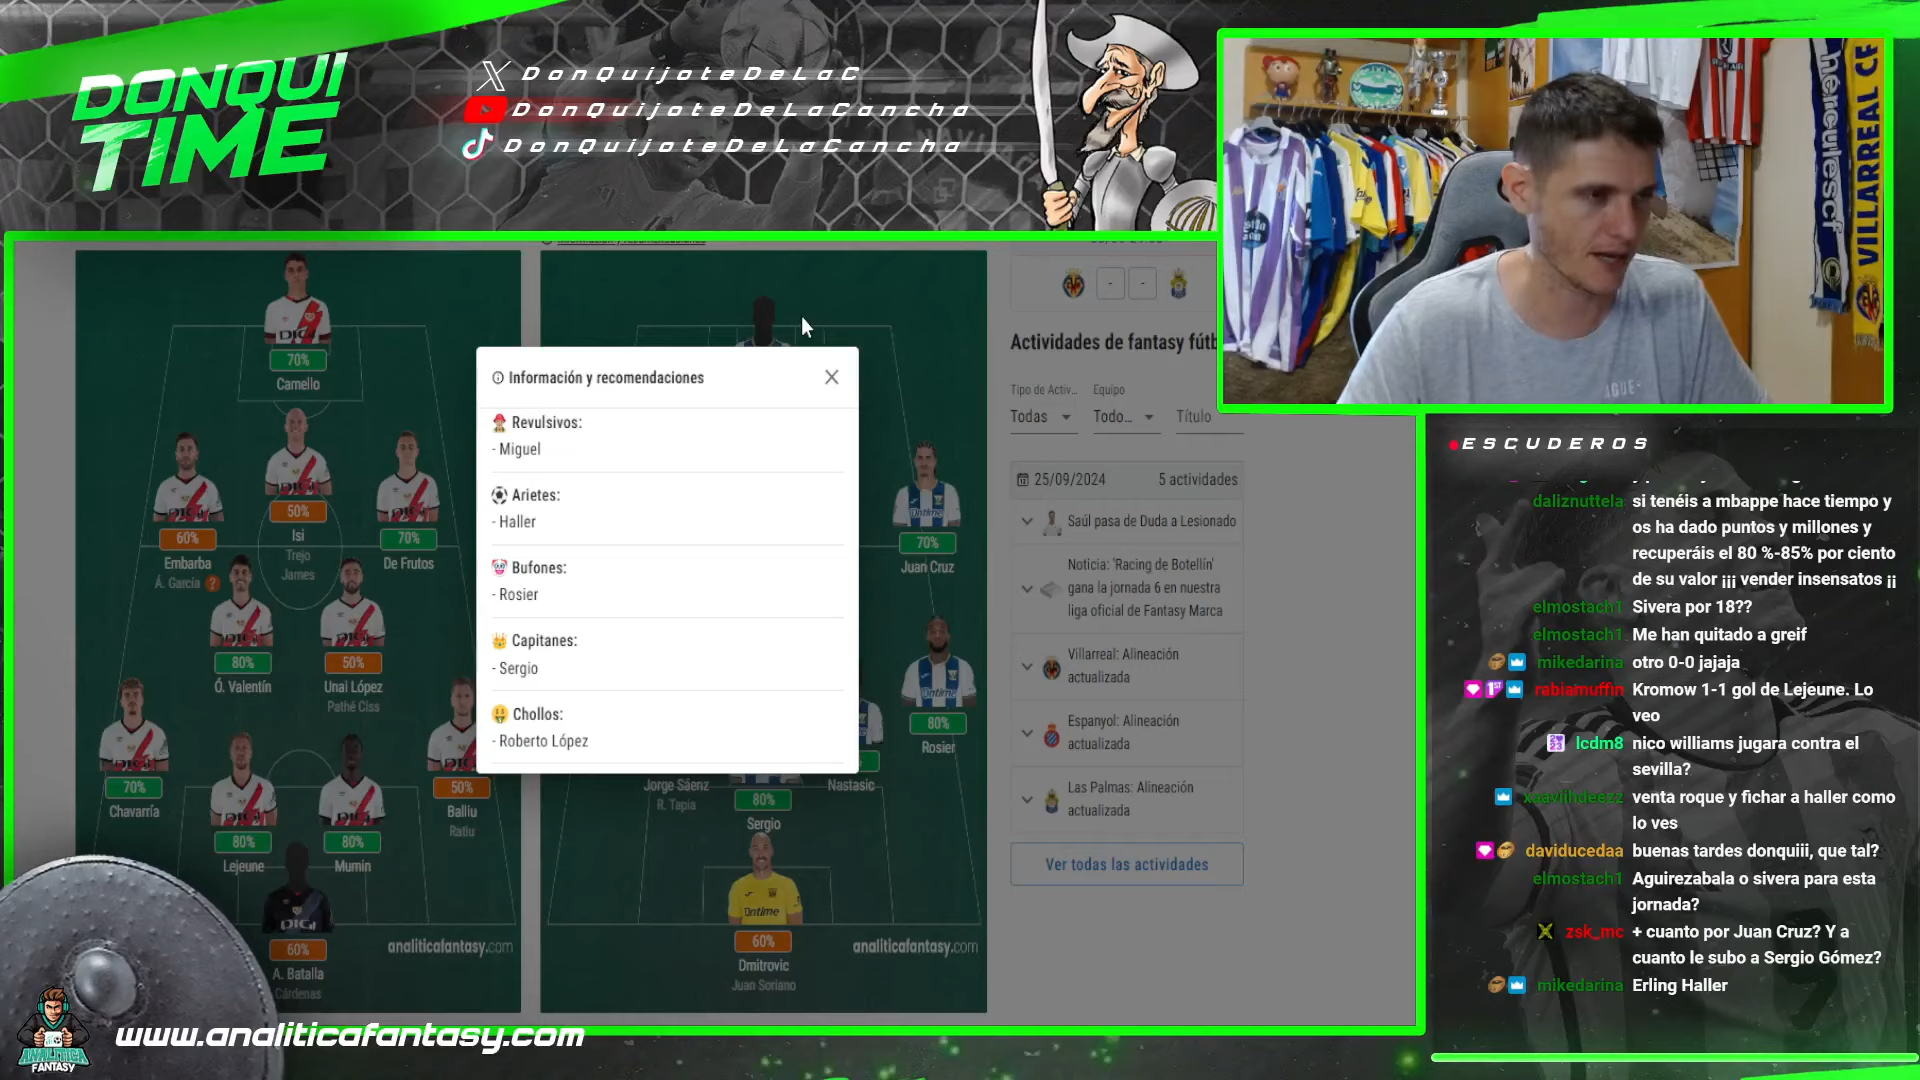 DONQUI
TIME
DonQuijoteDeLaC
DonQuijoteDeLaCancha
DonQuijoteDeLaCancha
HérculesCF
VILLARREAL CF
Información y recomendaciones
70%
Camello
60%
Embarba
Á. García
50%
Isi
Trejo
James
70%
De Frutos
80%
Ó. Valentín
50%
Unai López
Pathé Ciss
70%
Chavarría
80%
Lejeune
80%
Mumin
50%
Balliu
Ratiu
60%
A. Batalla
Cárdenas
analiticafantasy.com
Información y recomendaciones
Revulsivos:
- Miguel
Arietes:
- Haller
Bufones:
- Rosier
Capitanes:
- Sergio
Chollos:
- Roberto López
70%
Juan Cruz
80%
Rosier
Nastasic
Jorge Sáenz
R. Tapia
80%
Sergio
60%
Dmitrovic
Juan Soriano
analiticafantasy.com
- -
Actividades de fantasy fútb
Tipo de Activ... Equipo
Todas Todo... Título
25/09/2024 5 actividades
Saúl pasa de Duda a Lesionado
Noticia: 'Racing de Botellín'
gana la jornada 6 en nuestra
liga oficial de Fantasy Marca
Villarreal: Alineación
actualizada
Espanyol: Alineación
actualizada
Las Palmas: Alineación
actualizada
Ver todas las actividades
ESCUDEROS
daliznuttela si tenéis a mbappe hace tiempo y
os ha dado puntos y millones y
recuperáis el 80 %-85% por ciento
de su valor ¡¡¡ vender insensatos ¡¡
elmostach1 Sivera por 18??
elmostach1 Me han quitado a greif
mikedarina otro 0-0 jajaja
rabiamuffin Kromow 1-1 gol de Lejeune. Lo
veo
lcdm8 nico williams jugara contra el
sevilla?
xaaviihdeezz venta roque y fichar a haller como
lo ves
daviducedaa buenas tardes donquiii, que tal?
elmostach1 Aguirezabala o sivera para esta
jornada?
zsk_mc + cuanto por Juan Cruz? Y a
cuanto le subo a Sergio Gómez?
mikedarina Erling Haller
ANALITICA
FANTASY
www.analiticafantasy.com